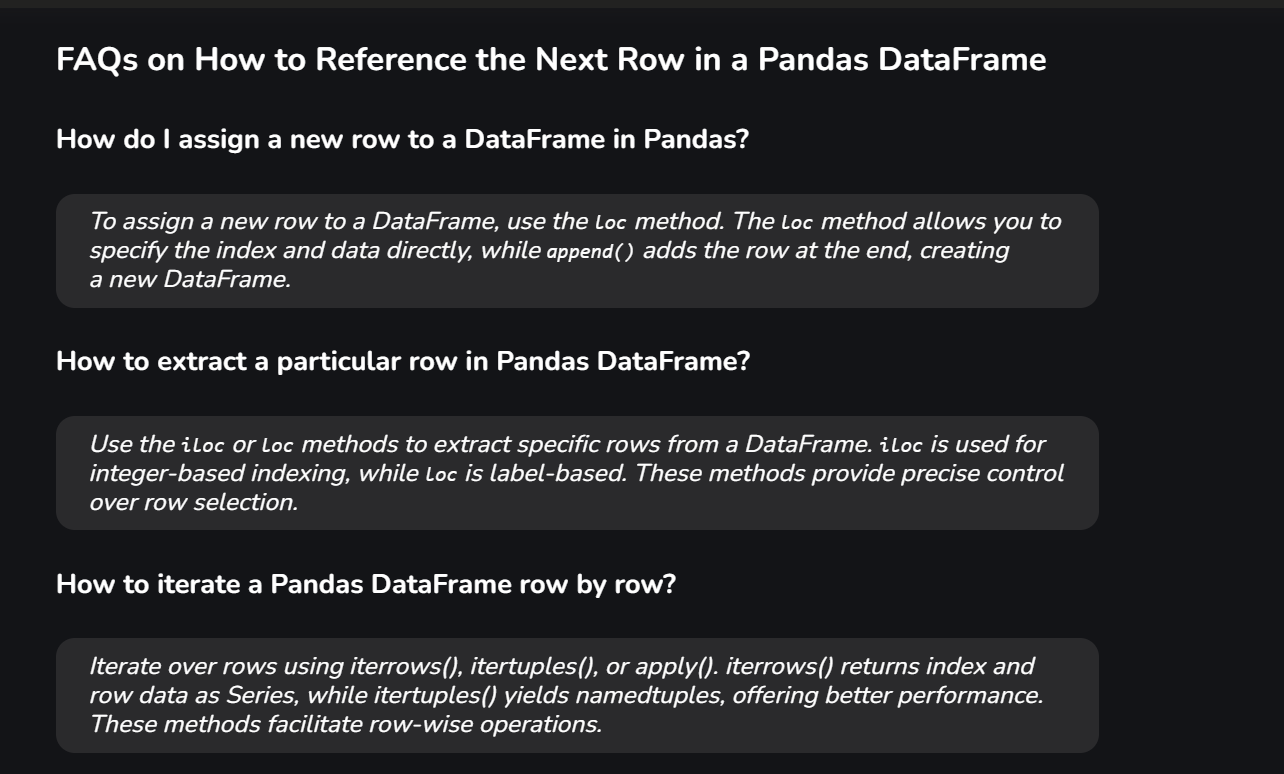 FAQs on How to Reference the Next Row in a Pandas DataFrame
How do I assign a new row to a DataFrame in Pandas?
To assign a new row to a DataFrame, use the loc method. The loc method allows you to
specify the index and data directly, while append() adds the row at the end, creating
a new DataFrame.
How to extract a particular row in Pandas DataFrame?
Use the iloc or loc methods to extract specific rows from a DataFrame. iloc is used for
integer-based indexing, while loc is label-based. These methods provide precise control
over row selection.
How to iterate a Pandas DataFrame row by row?
Iterate over rows using iterrows(), itertuples(), or apply(). iterrows() returns index and
row data as Series, while itertuples() yields namedtuples, offering better performance.
These methods facilitate row-wise operations.